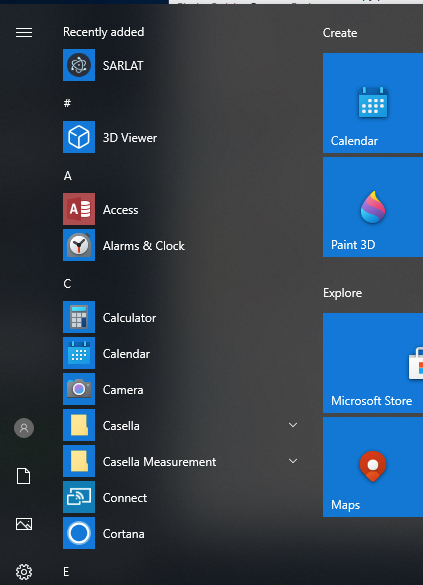 Recently added
SARLAT
#
3D Viewer
A
Access
Alarms & Clock
C
Calculator
Calendar
Camera
Casella
Casella Measurement
Connect
Cortana
E
Create
Calendar
Paint 3D
Explore
Microsoft Store
Maps